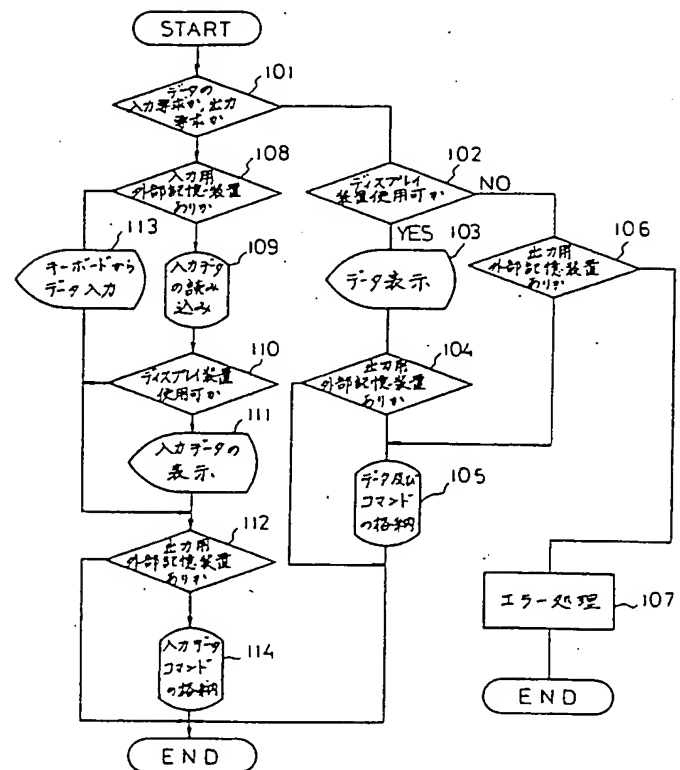 START
101
データの
入力要求か,出力
要求か
108
入力用
外部記憶装置
ありか
102
ディスプレイ
装置使用可か
NO
YES
113
キーボードから
データ入力
109
入力データ
の読み
込み
103
データ表示
106
出力用
外部記憶装置
ありか
110
ディスプレイ装置
使用可か
104
出力用
外部記憶装置
ありか
111
入力データの
表示
105
データ及び
コマンド
の格納
112
出力用
外部記憶装置
ありか
エラー処理
107
114
入力データ
コマンド
の格納
END
END